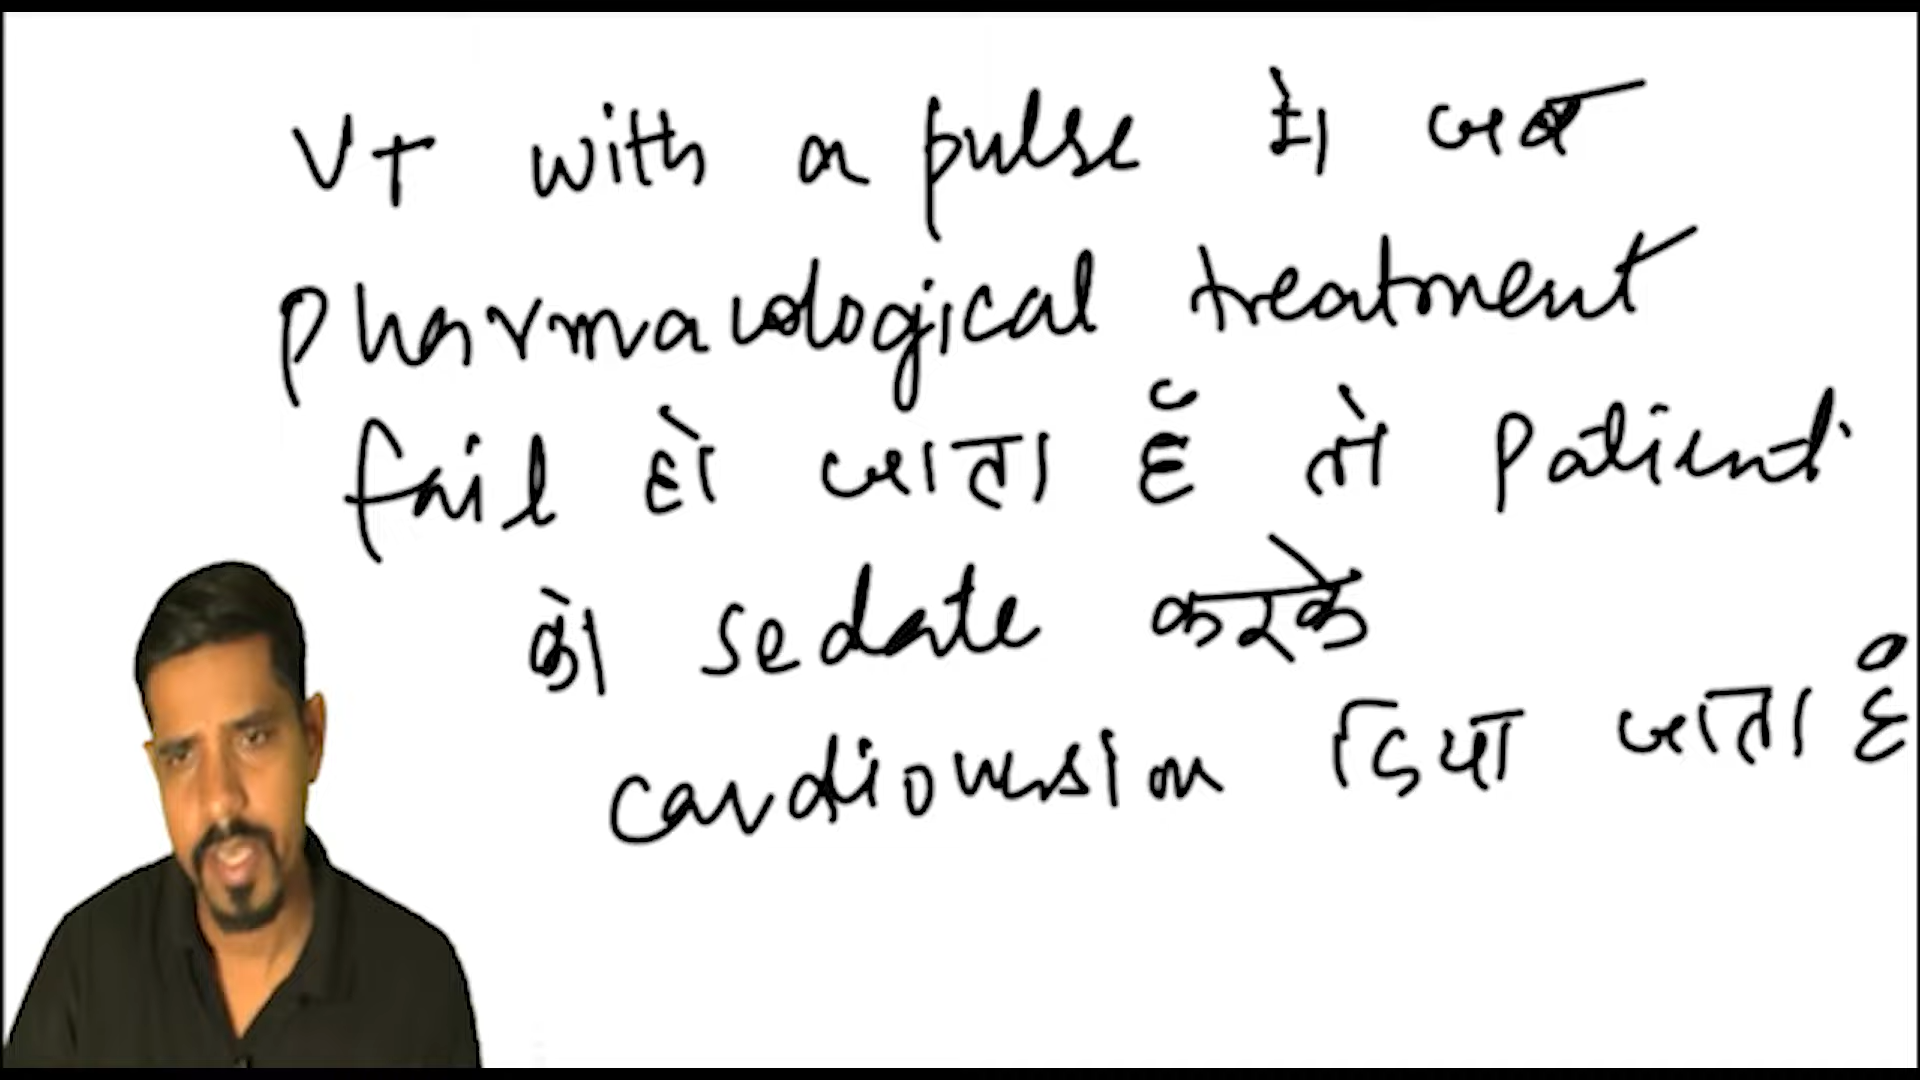 VT with a pulse में जब
pharmacological treatment
fail हो जाता हैं तो patient
को sedate करके
cardioversion दिया जाता हैं